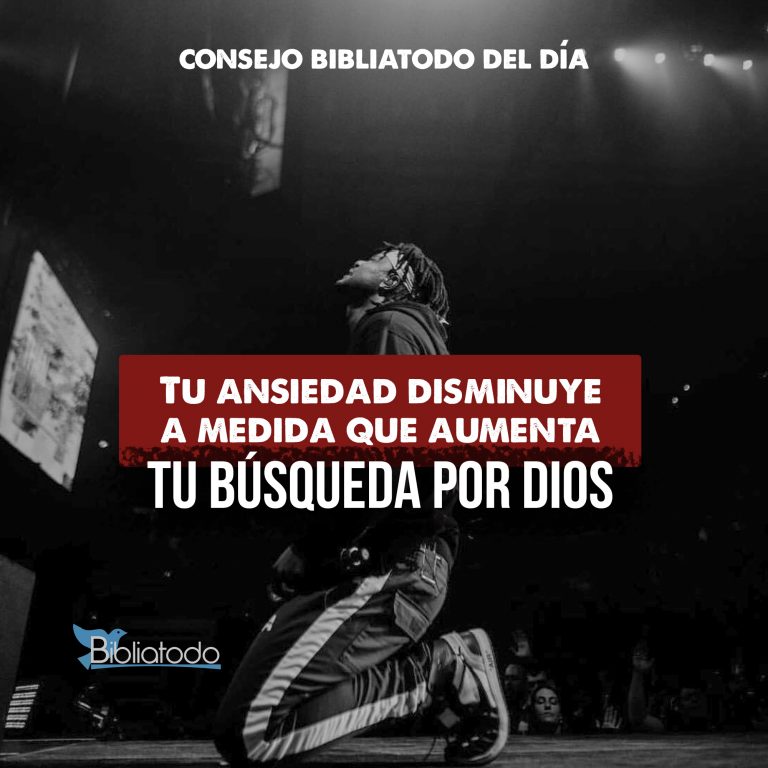 CONSEJO BIBLIATODO DEL DÍA
TU ANSIEDAD DISMINUYE
A MEDIDA QUE AUMENTA
TU BÚSQUEDA POR DIOS
Bibliatodo